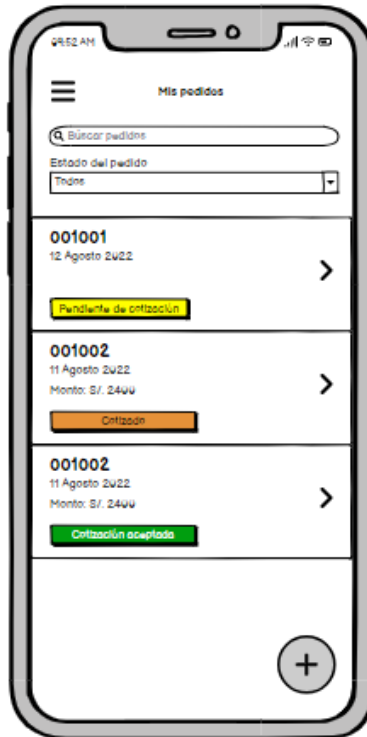 09:52 AM
Mis pedidos
Búscar pedidos
Estado del pedido
Todos
001001
12 Agosto 2022
Pendiente de cotización
001002
11 Agosto 2022
Monto: S/. 2400
Cotizado
001002
11 Agosto 2022
Monto: S/. 2400
Cotización aceptada